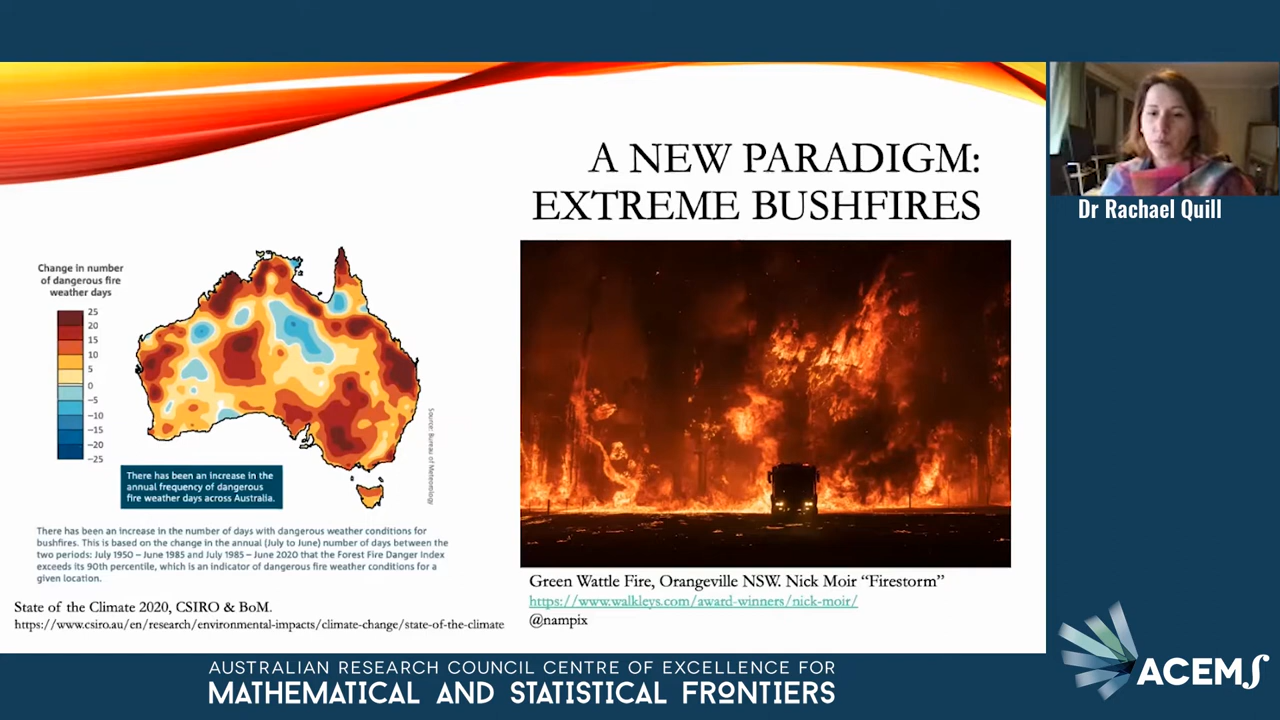 A NEW PARADIGM:
EXTREME BUSHFIRES
Dr Rachael Quill
Change in number
of dangerous fire
weather days
25
20
15
10
5
0
−5
−10
−15
−20
−25
Source: Bureau of Meteorology
There has been an increase in the
annual frequency of dangerous
fire weather days across Australia.
There has been an increase in the number of days with dangerous weather conditions for
bushfires. This is based on the change in the annual (July to June) number of days between the
two periods: July 1950 – June 1985 and July 1985 – June 2020 that the Forest Fire Danger Index
exceeds its 90th percentile, which is an indicator of dangerous fire weather conditions for a
given location.
State of the Climate 2020, CSIRO & BoM.
https://www.csiro.au/en/research/environmental-impacts/climate-change/state-of-the-climate
Green Wattle Fire, Orangeville NSW. Nick Moir “Firestorm”
https://www.walkleys.com/award-winners/nick-moir/
@nampix
AUSTRALIAN RESEARCH COUNCIL CENTRE OF EXCELLENCE FOR
MATHEMATICAL AND STATISTICAL FRONTIERS
ACEMS